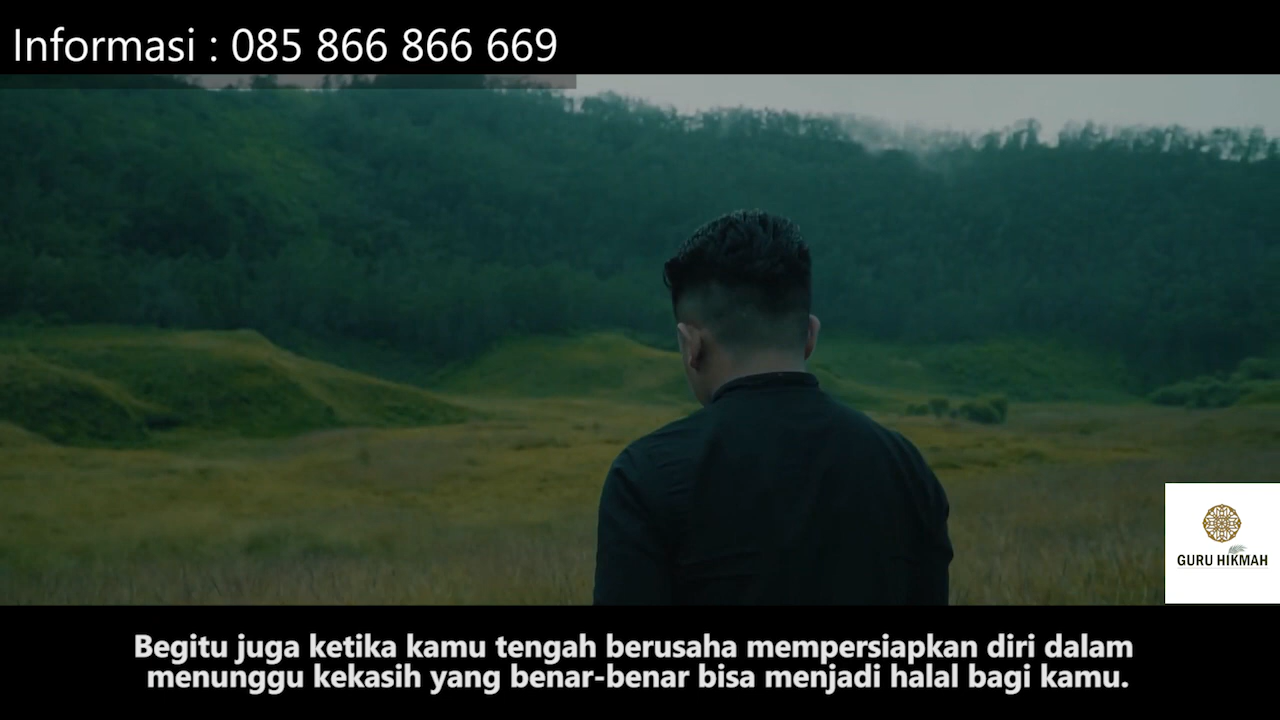 Informasi : 085 866 866 669
GURU HIKMAH
Begitu juga ketika kamu tengah berusaha mempersiapkan diri dalam
menunggu kekasih yang benar-benar bisa menjadi halal bagi kamu.